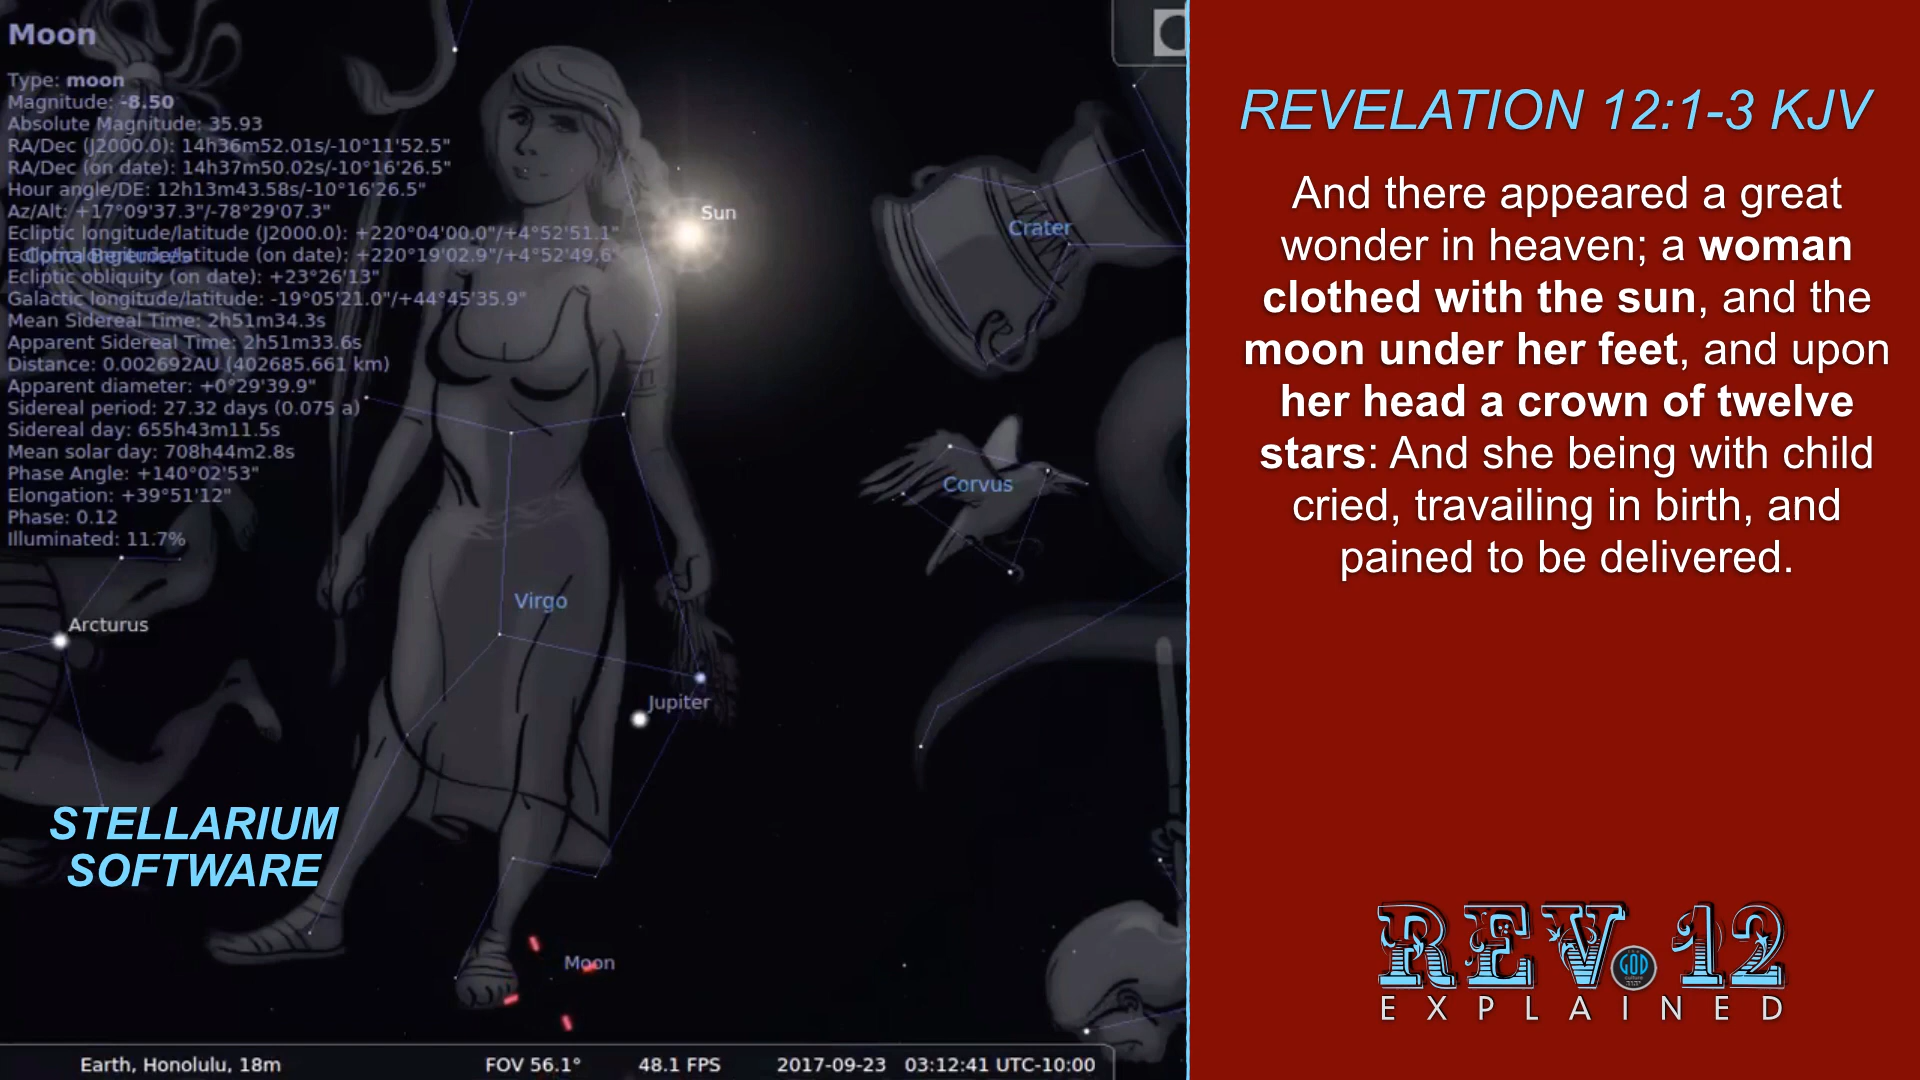 Moon
Type: moon
Magnitude: -8.50
Absolute Magnitude: 35.93
RA/Dec (J2000.0): 14h36m52.01s/-10°11'52.5"
RA/Dec (on date): 14h37m50.02s/-10°16'26.5"
Hour angle/DE: 12h13m43.58s/-10°16'26.5"
Az/Alt: +17°09'37.3"/-78°29'07.3"
Ecliptic longitude/latitude (J2000.0): +220°04'00.0"/+4°52'51.1"
latitude (on date): +220°19'02.9"/+4°52'49.6"
Ecliptic obliquity (on date): +23°26'13"
Galactic longitude/latitude: -19°05'21.0"/+44°45'35.9"
Mean Sidereal Time: 2h51m34.3s
Apparent Sidereal Time: 2h51m33.6s
Distance: 0.002692AU (402685.661 km)
Apparent diameter: +0°29'39.9"
Sidereal period: 27.32 days (0.075 a)
Sidereal day: 655h43m11.5s
Mean solar day: 708h44m2.8s
Phase Angle: +140°02'53"
Elongation: +39°51'12"
Phase: 0.12
Illuminated: 11.7%
Sun
Crater
Corvus
Virgo
Arcturus
Jupiter
STELLARIUM
SOFTWARE
Moon
Earth, Honolulu, 18m FOV 56.1° 48.1 FPS 2017-09-23 03:12:41 UTC-10:00
REVELATION 12:1-3 KJV
And there appeared a great
wonder in heaven; a woman
clothed with the sun, and the
moon under her feet, and upon
her head a crown of twelve
stars: And she being with child
cried, travailing in birth, and
pained to be delivered.
REV.12
GOD
EXPLAINED